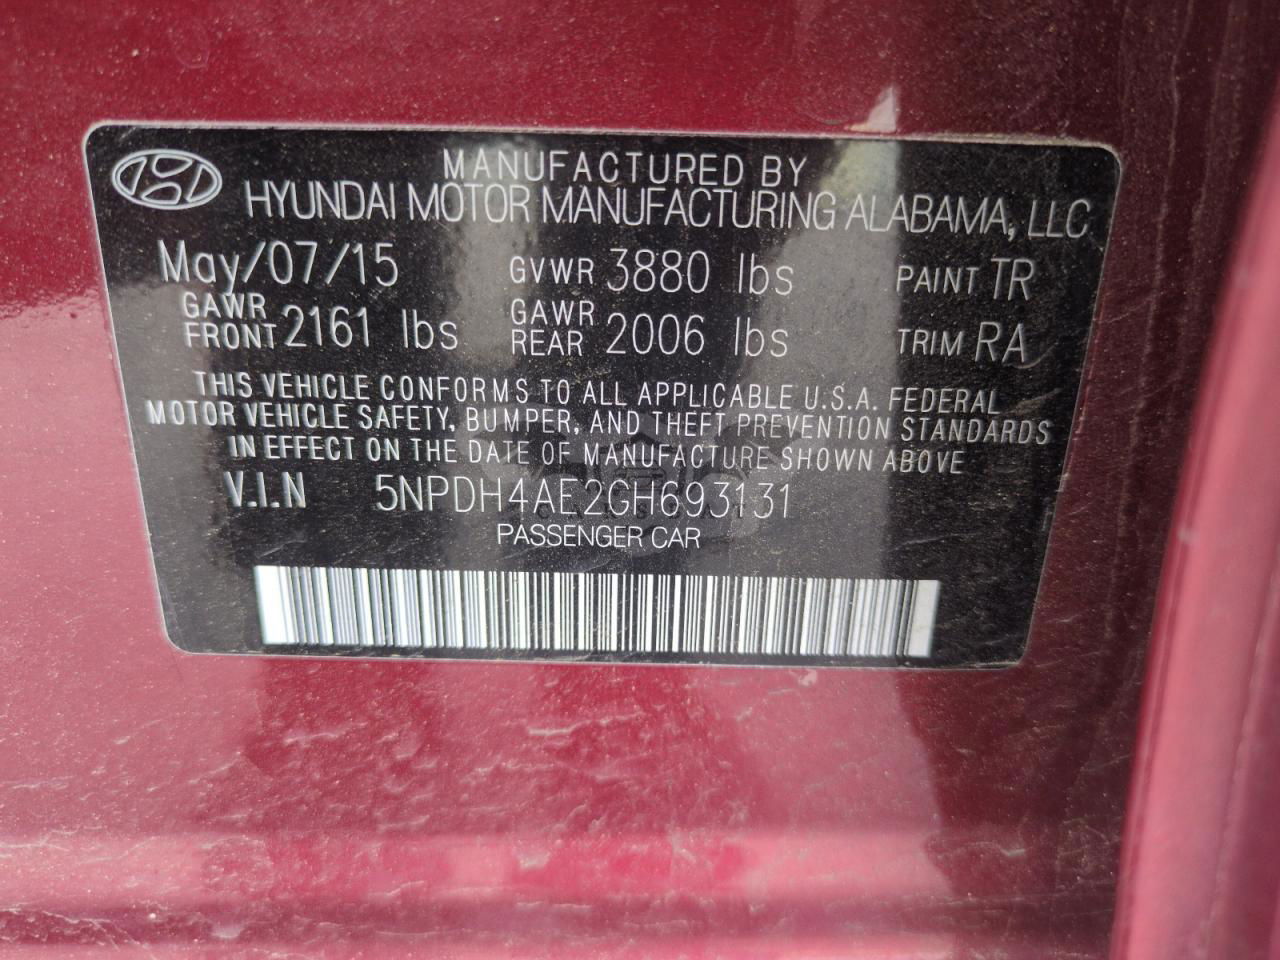 MANUFACTURED BY
HYUNDAI MOTOR MANUFACTURING ALABAMA, LLC
May/07/15 GVWR 3880 lbs PAINT TR
GAWR FRONT 2161 lbs GAWR REAR 2006 lbs TRIM RA
THIS VEHICLE CONFORMS TO ALL APPLICABLE U.S.A. FEDERAL
MOTOR VEHICLE SAFETY, BUMPER, AND THEFT PREVENTION STANDARDS
IN EFFECT ON THE DATE OF MANUFACTURE SHOWN ABOVE
V.I.N 5NPDH4AE2GH693131
PASSENGER CAR